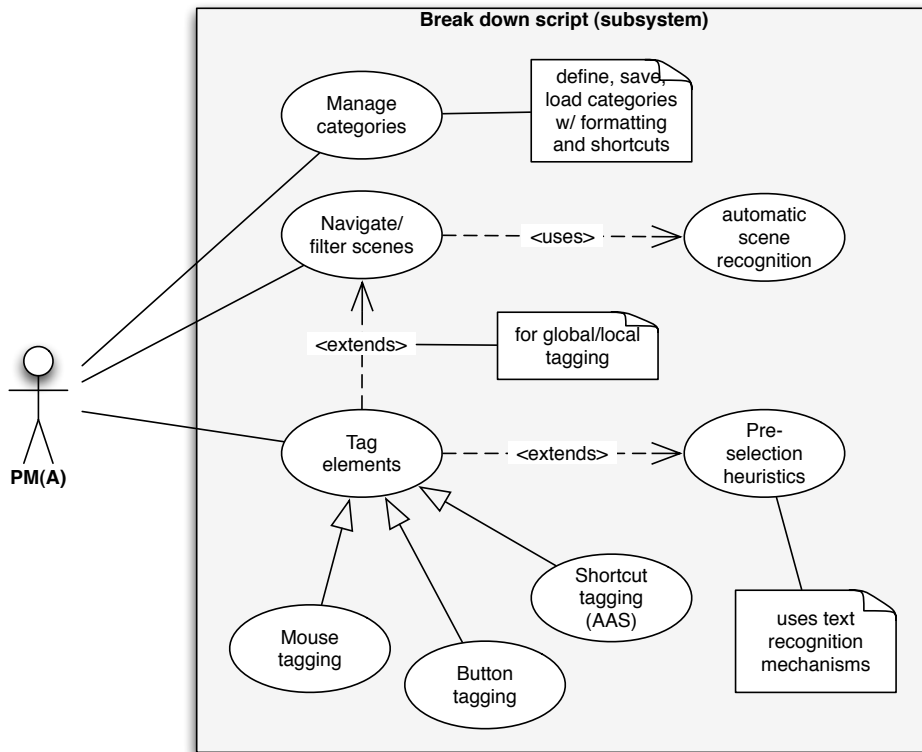 Break down script (subsystem)
Manage
categories
define, save,
load categories
w/ formatting
and shortcuts
Navigate/
filter scenes
<uses>
automatic
scene
recognition
<extends>
for global/local
tagging
PM(A)
Tag
elements
<extends>
Pre-
selection
heuristics
Shortcut
tagging
(AAS)
Mouse
tagging
Button
tagging
uses text
recognition
mechanisms